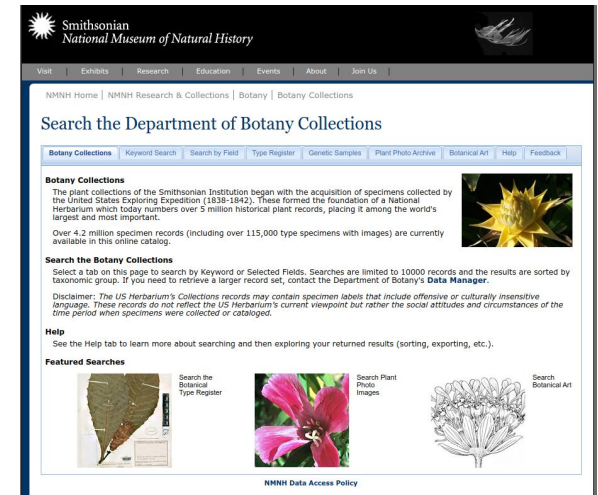 Smithsonian
National Museum of Natural History
Visit | Exhibits | Research | Education | Events | About | Join Us |
NMNH Home | NMNH Research & Collections | Botany | Botany Collections
Search the Department of Botany Collections
Botany Collections Keyword Search Search by Field Type Register Genetic Samples Plant Photo Archive Botanical Art Help Feedback
Botany Collections
The plant collections of the Smithsonian Institution began with the acquisition of specimens collected by
the United States Exploring Expedition (1838-1842). These formed the foundation of a National
Herbarium which today numbers over 5 million historical plant records, placing it among the world's
largest and most important.
Over 4.2 million specimen records (including over 115,000 type specimens with images) are currently
available in this online catalog.
Search the Botany Collections
Select a tab on this page to search by Keyword or Selected Fields. Searches are limited to 10000 records and the results are sorted by
taxonomic group. If you need to retrieve a larger record set, contact the Department of Botany's Data Manager.
Disclaimer: The US Herbarium's Collections records may contain specimen labels that include offensive or culturally insensitive
language. These records do not reflect the US Herbarium's current viewpoint but rather the social attitudes and circumstances of the
time period when specimens were collected or cataloged.
Help
See the Help tab to learn more about searching and then exploring your returned results (sorting, exporting, etc.).
Featured Searches
Search the
Botanical
Type Register
Search Plant
Photo
Images
Search
Botanical Art
NMNH Data Access Policy